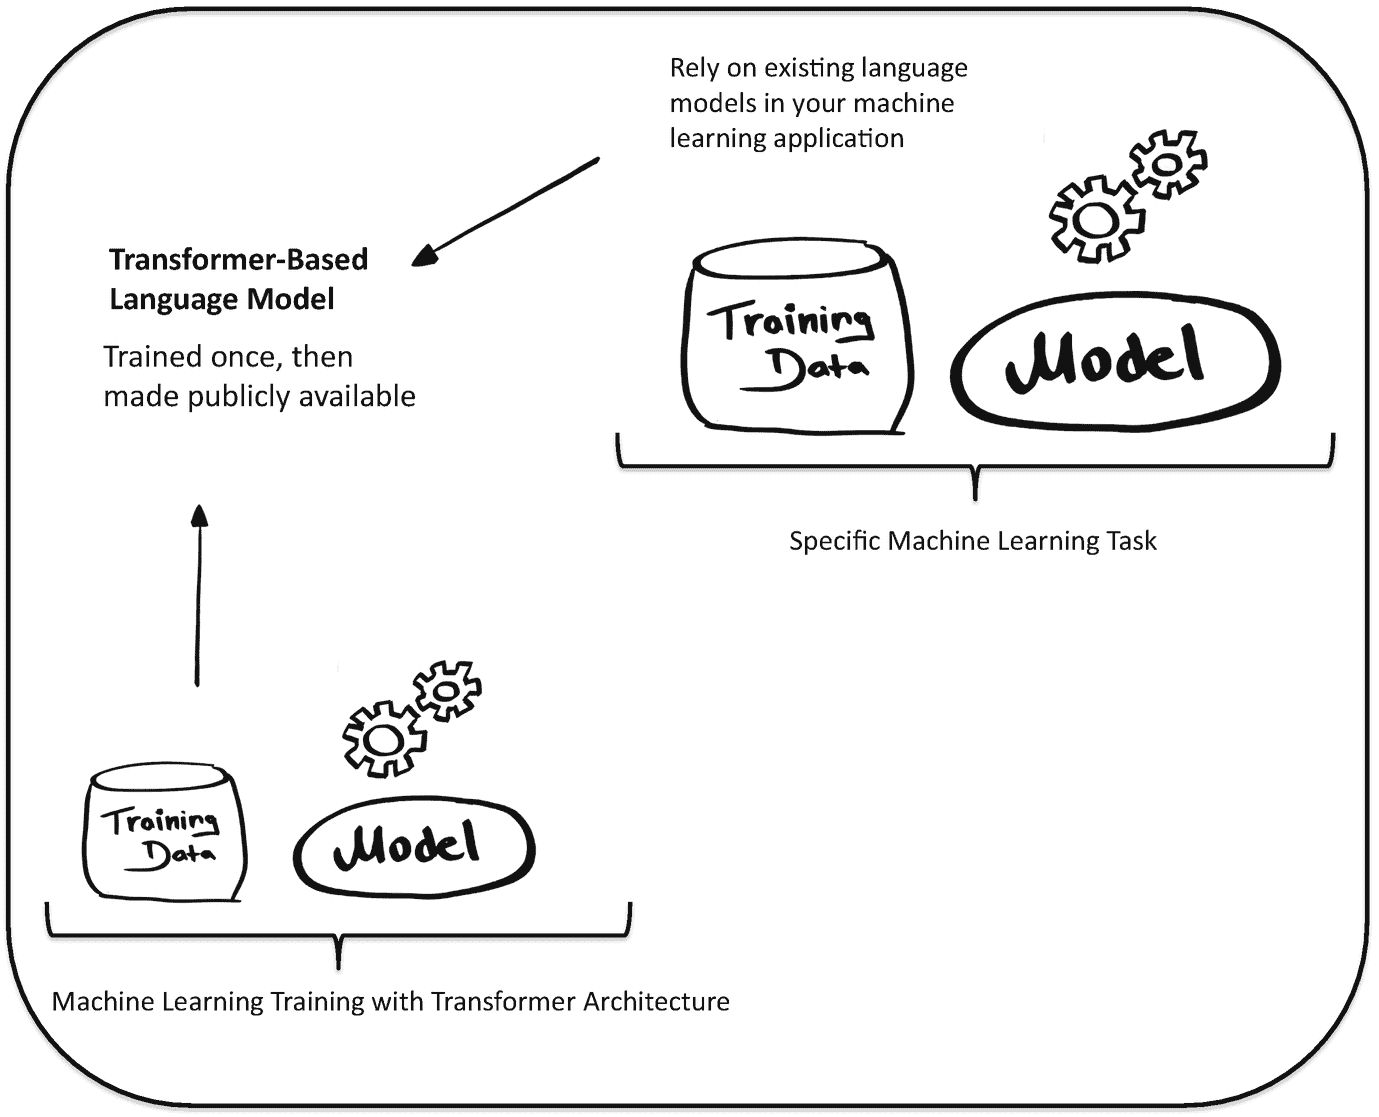 Rely on existing language
models in your machine
learning application
Transformer-Based
Language Model
Trained once, then
made publicly available
Training
Data
Model
Specific Machine Learning Task
Training
Data
Model
Machine Learning Training with Transformer Architecture